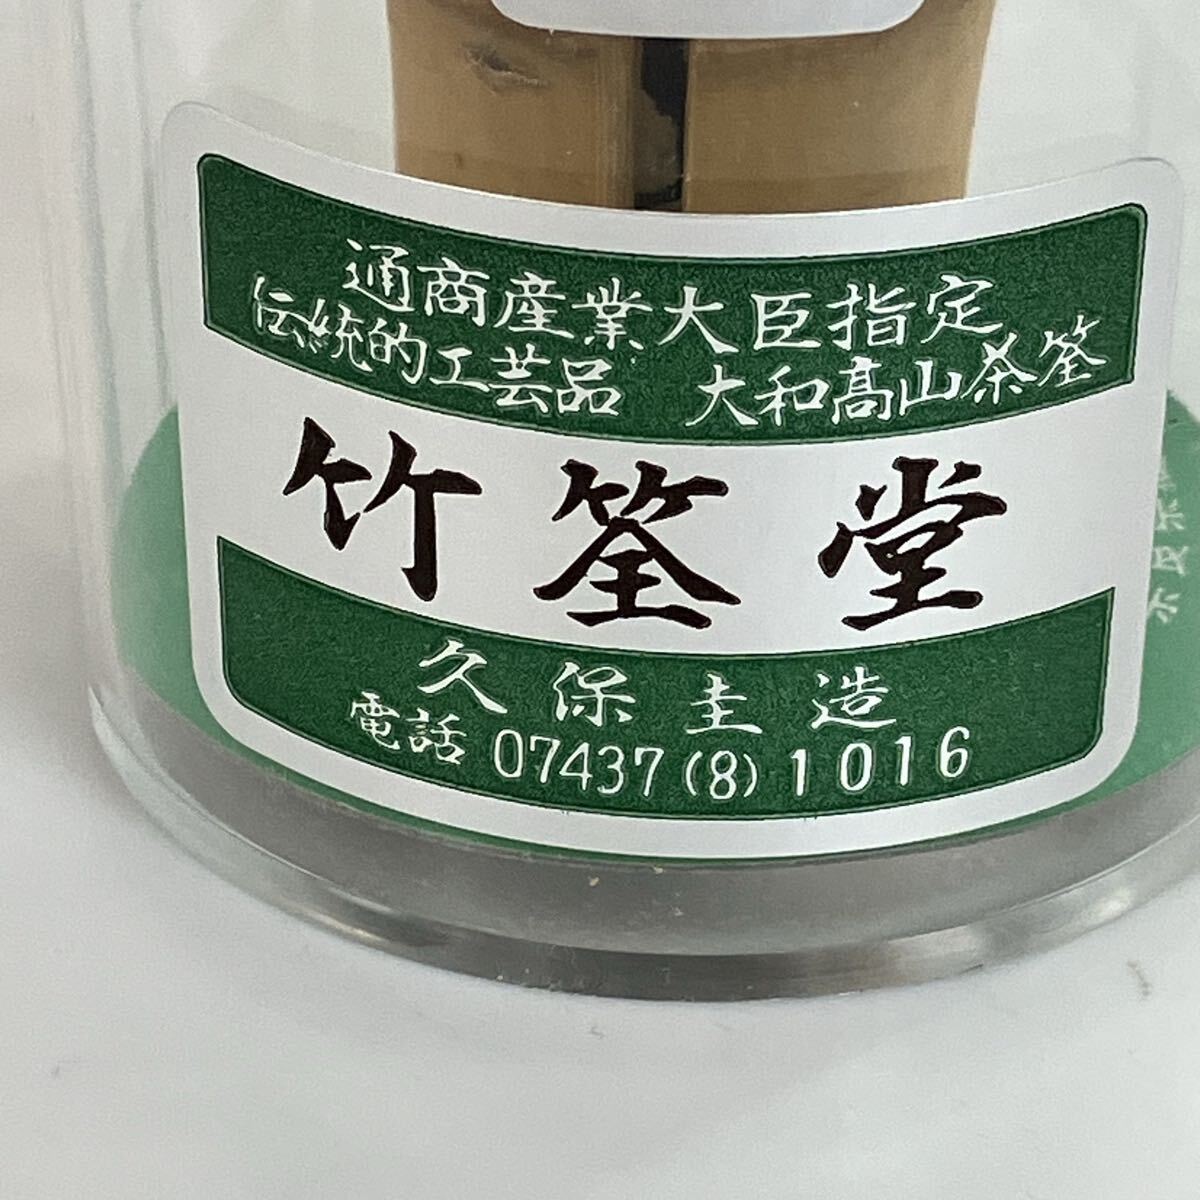 通商産業大臣指定
伝統的工芸品 大和髙山茶筌
竹筌堂
久保圭造
電話 07437(8)1016